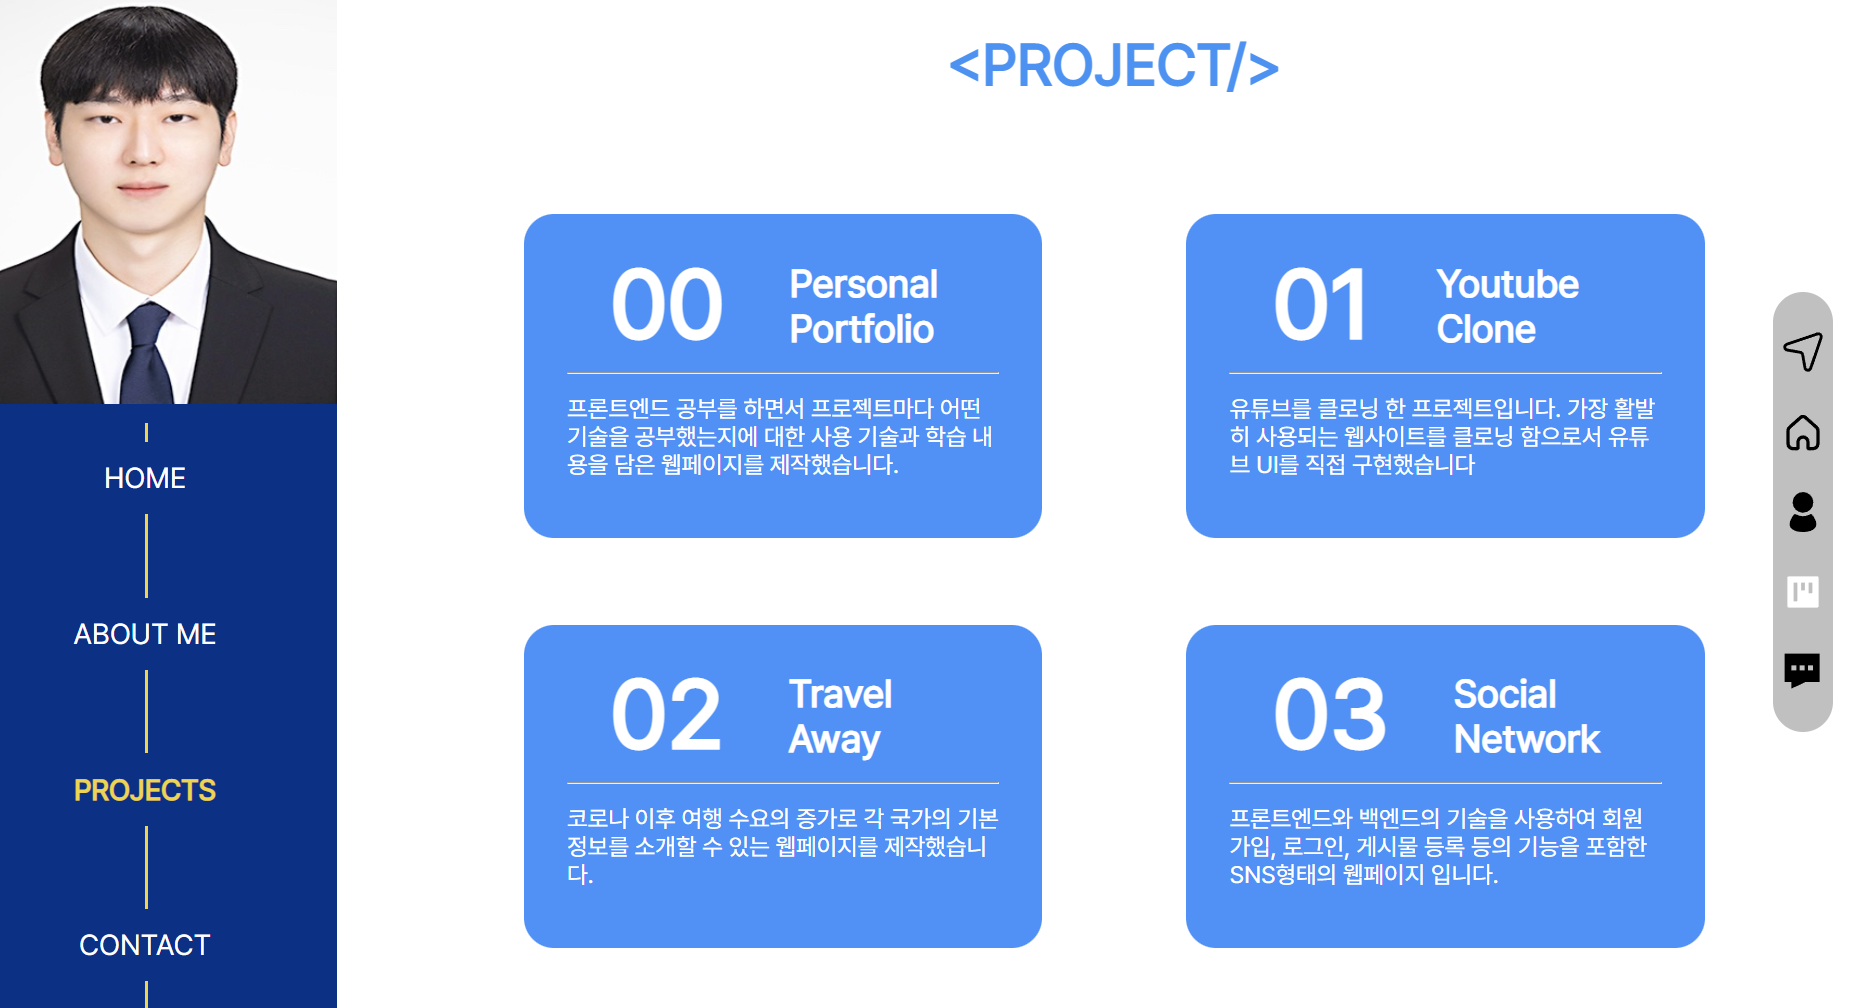 HOME
ABOUT ME
PROJECTS
CONTACT
<PROJECT/>
00
Personal
Portfolio
프론트엔드 공부를 하면서 프로젝트마다 어떤
기술을 공부했는지에 대한 사용 기술과 학습 내
용을 담은 웹페이지를 제작했습니다.
01
Youtube
Clone
유튜브를 클로닝 한 프로젝트입니다. 가장 활발
히 사용되는 웹사이트를 클로닝 함으로서 유튜
브 UI를 직접 구현했습니다
02
Travel
Away
코로나 이후 여행 수요의 증가로 각 국가의 기본
정보를 소개할 수 있는 웹페이지를 제작했습니
다.
03
Social
Network
프론트엔드와 백엔드의 기술을 사용하여 회원
가입, 로그인, 게시물 등록 등의 기능을 포함한
SNS형태의 웹페이지 입니다.